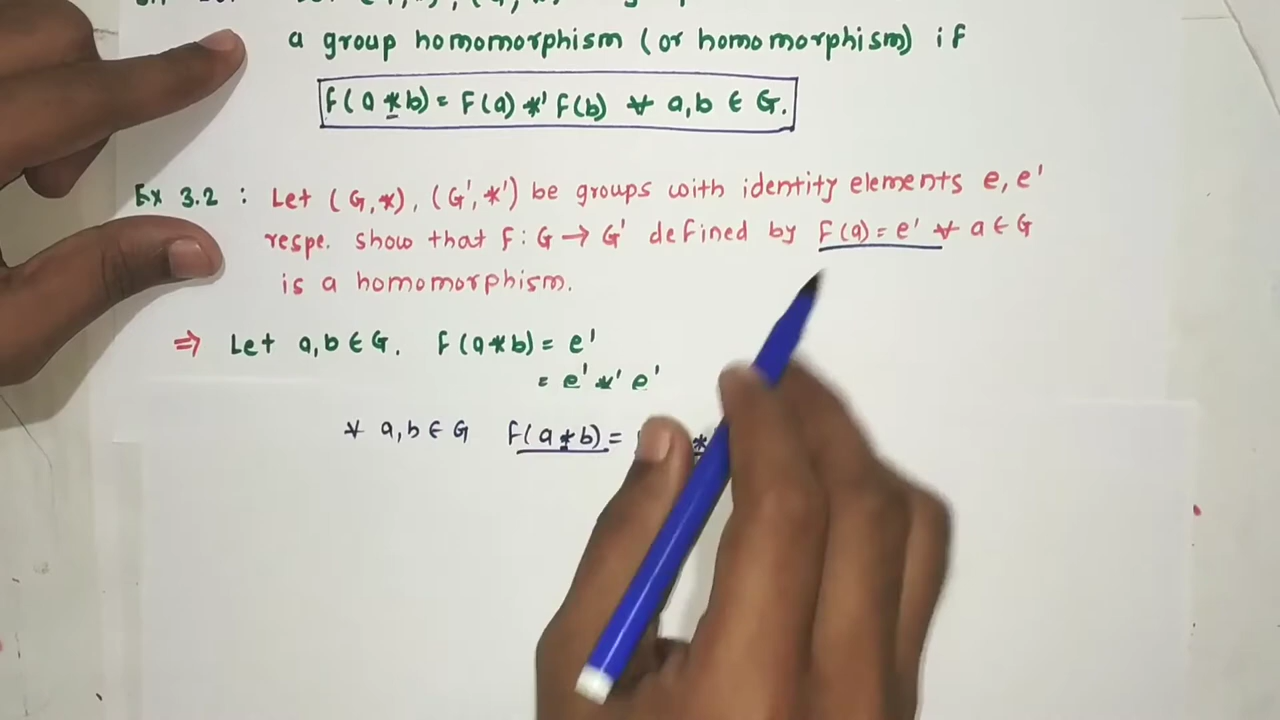 a group homomorphism (or homomorphism) if
f(a * b) = f(a) *' f(b) ∀ a,b ∈ G.
Ex 3.2 : Let (G,*), (G',*') be groups with identity elements e, e'
respe. show that f : G → G' defined by f(a) = e' ∀ a ∈ G
is a homomorphism.
⇒ Let a,b ∈ G. f(a*b) = e'
= e' *' e'
∀ a,b ∈ G f(a*b) = *